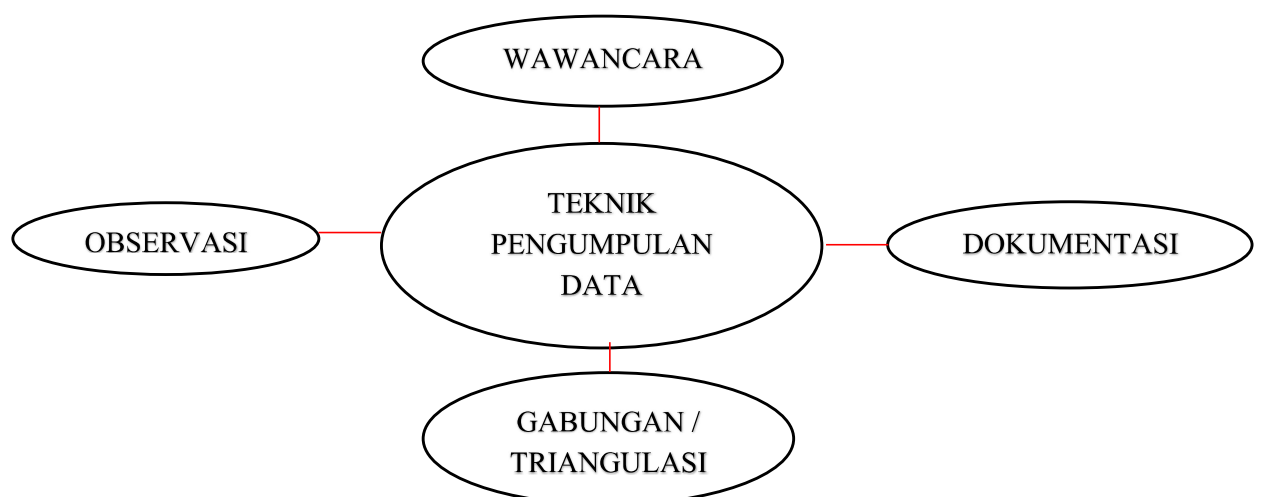 WAWANCARA
TEKNIK
PENGUMPULAN
DATA
OBSERVASI
DOKUMENTASI
GABUNGAN /
TRIANGULASI